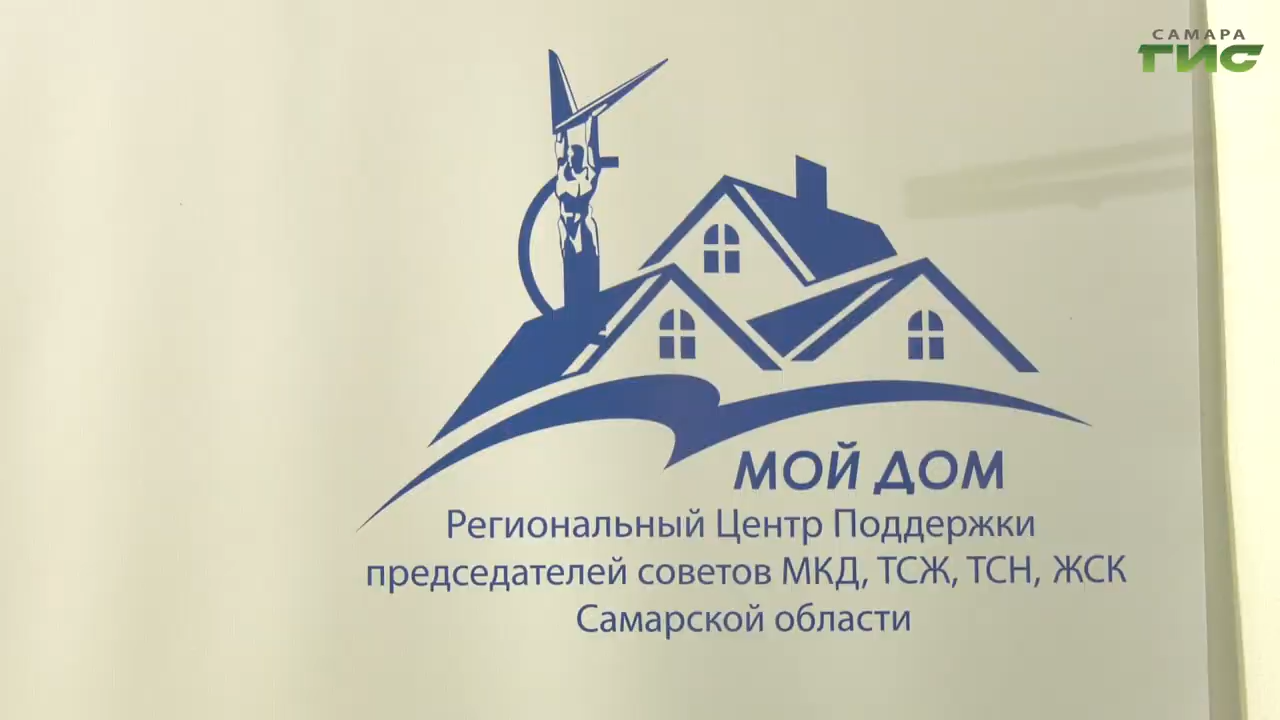 САМАРА
ГИС
МОЙ ДОМ
Региональный Центр Поддержки
председателей советов МКД, ТСЖ, ТСН, ЖСК
Самарской области